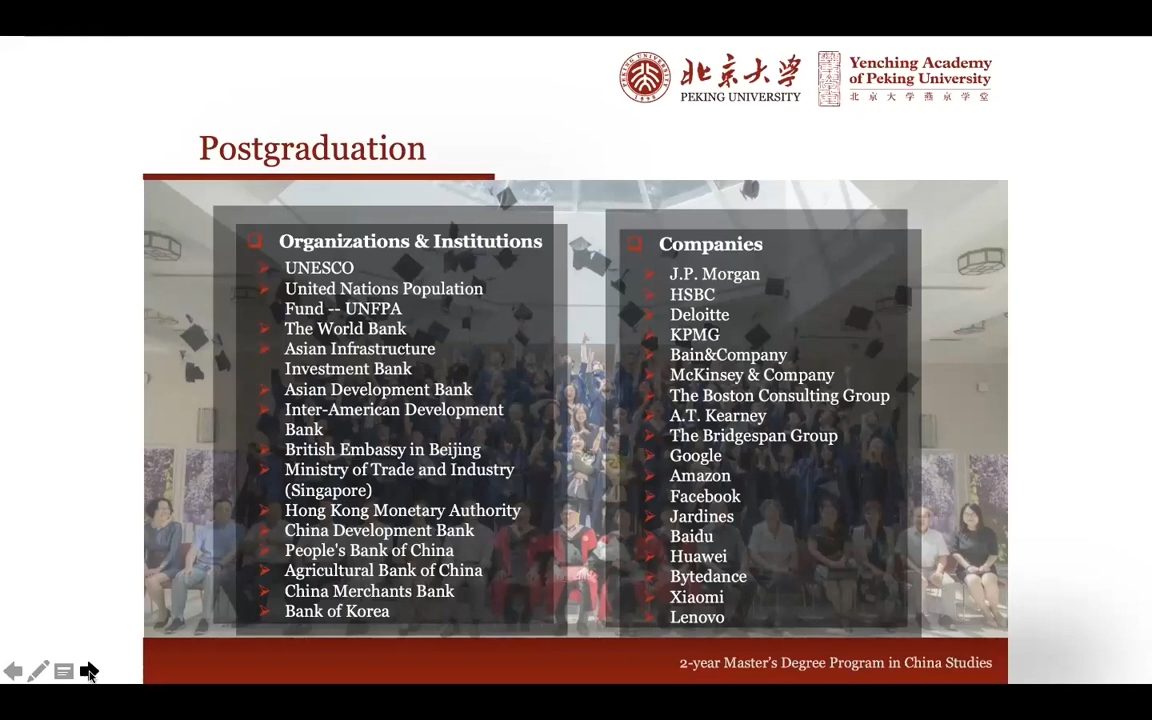 PEKING UNIVERSITY
1898
北京大学
PEKING UNIVERSITY
Yenching Academy
of Peking University
北京大学燕京学堂
Postgraduation
Organizations & Institutions
UNESCO
United Nations Population
Fund -- UNFPA
The World Bank
Asian Infrastructure
Investment Bank
Asian Development Bank
Inter-American Development
Bank
British Embassy in Beijing
Ministry of Trade and Industry
(Singapore)
Hong Kong Monetary Authority
China Development Bank
People's Bank of China
Agricultural Bank of China
China Merchants Bank
Bank of Korea
Companies
J.P. Morgan
HSBC
Deloitte
KPMG
Bain&Company
McKinsey & Company
The Boston Consulting Group
A.T. Kearney
The Bridgespan Group
Google
Amazon
Facebook
Jardines
Baidu
Huawei
Bytedance
Xiaomi
Lenovo
2-year Master's Degree Program in China Studies